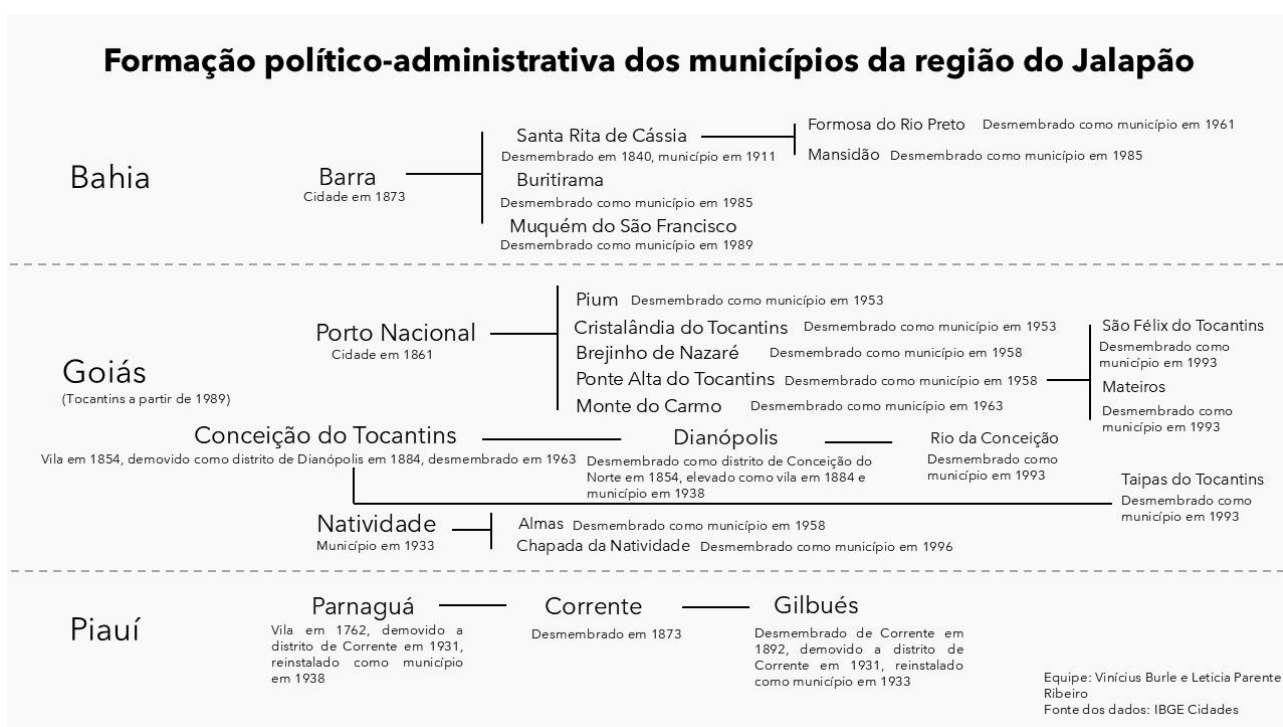 Formação político-administrativa dos municípios da região do Jalapão
Bahia
Barra
Cidade em 1873
Santa Rita de Cássia
Desmembrado em 1840, município em 1911
Formosa do Rio Preto Desmembrado como município em 1961
Mansidão Desmembrado como município em 1985
Buritirama
Desmembrado como município em 1985
Muquém do São Francisco
Desmembrado como município em 1989
Goiás
(Tocantins a partir de 1989)
Porto Nacional
Cidade em 1861
Pium Desmembrado como município em 1953
Cristalândia do Tocantins Desmembrado como município em 1953
Brejinho de Nazaré Desmembrado como município em 1958
Ponte Alta do Tocantins Desmembrado como município em 1958
Monte do Carmo Desmembrado como município em 1963
São Félix do Tocantins
Desmembrado como
município em 1993
Mateiros
Desmembrado como
município em 1993
Conceição do Tocantins
Vila em 1854, demovido como distrito de Dianópolis em 1884, desmembrado em 1963
Dianópolis
Desmembrado como distrito de Conceição do
Norte em 1854, elevado como vila em 1884 e
município em 1938
Rio da Conceição
Desmembrado como
município em 1993
Taipas do Tocantins
Desmembrado como
município em 1993
Natividade
Município em 1933
Almas Desmembrado como município em 1958
Chapada da Natividade Desmembrado como município em 1996
Piauí
Parnaguá
Vila em 1762, demovido a
distrito de Corrente em 1931,
reinstalado como município
em 1938
Corrente
Desmembrado em 1873
Gilbués
Desmembrado de Corrente em
1892, demovido a distrito de
Corrente em 1931, reinstalado
como município em 1933
Equipe: Vinícius Burle e Leticia Parente
Ribeiro
Fonte dos dados: IBGE Cidades